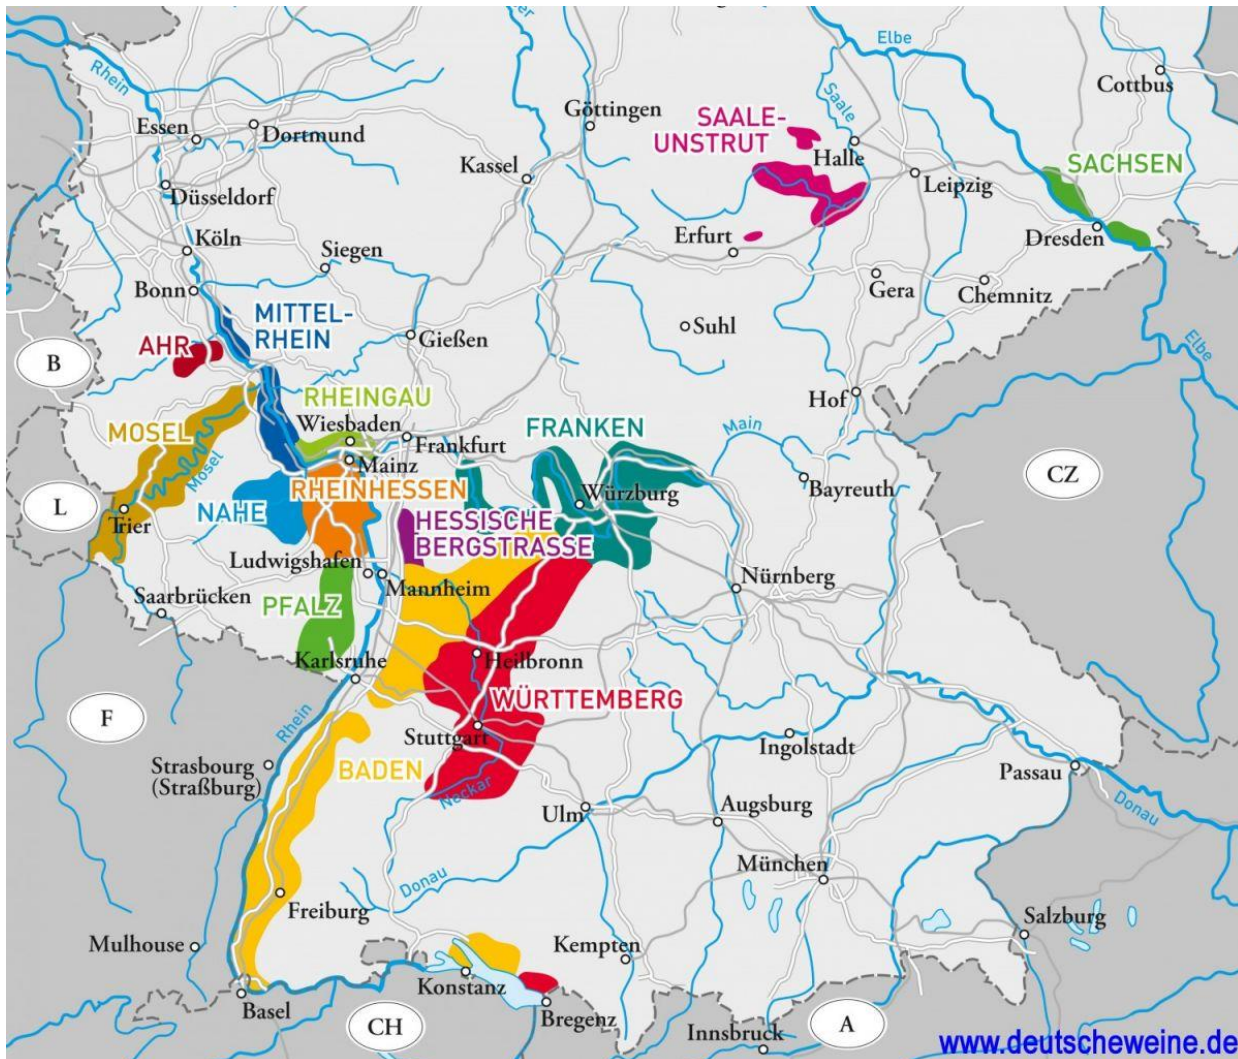 Elbe
Rhein
Saale
Cottbus
Göttingen
Essen
Dortmund
SAALE-
UNSTRUT
Halle
Kassel
SACHSEN
Leipzig
Düsseldorf
Köln
Siegen
Erfurt
Dresden
Bonn
Gera
Chemnitz
MITTEL-
RHEIN
Suhl
AHR
Gießen
Elbe
B
RHEINGAU
Hof
Wiesbaden
MOSEL
Frankfurt
FRANKEN
Main
Mosel
Mainz
CZ
RHEINHESSEN
Würzburg
Bayreuth
L
NAHE
HESSISCHE
BERGSTRASSE
Trier
Ludwigshafen
Mannheim
Nürnberg
Saarbrücken
PFALZ
Karlsruhe
Heilbronn
WÜRTTEMBERG
F
Rhein
Stuttgart
Ingolstadt
Strasbourg
(Straßburg)
BADEN
Passau
Neckar
Ulm
Augsburg
Donau
München
Donau
Freiburg
Salzburg
Mulhouse
Kempten
Konstanz
Basel
Bregenz
CH
Innsbruck
A
www.deutscheweine.de